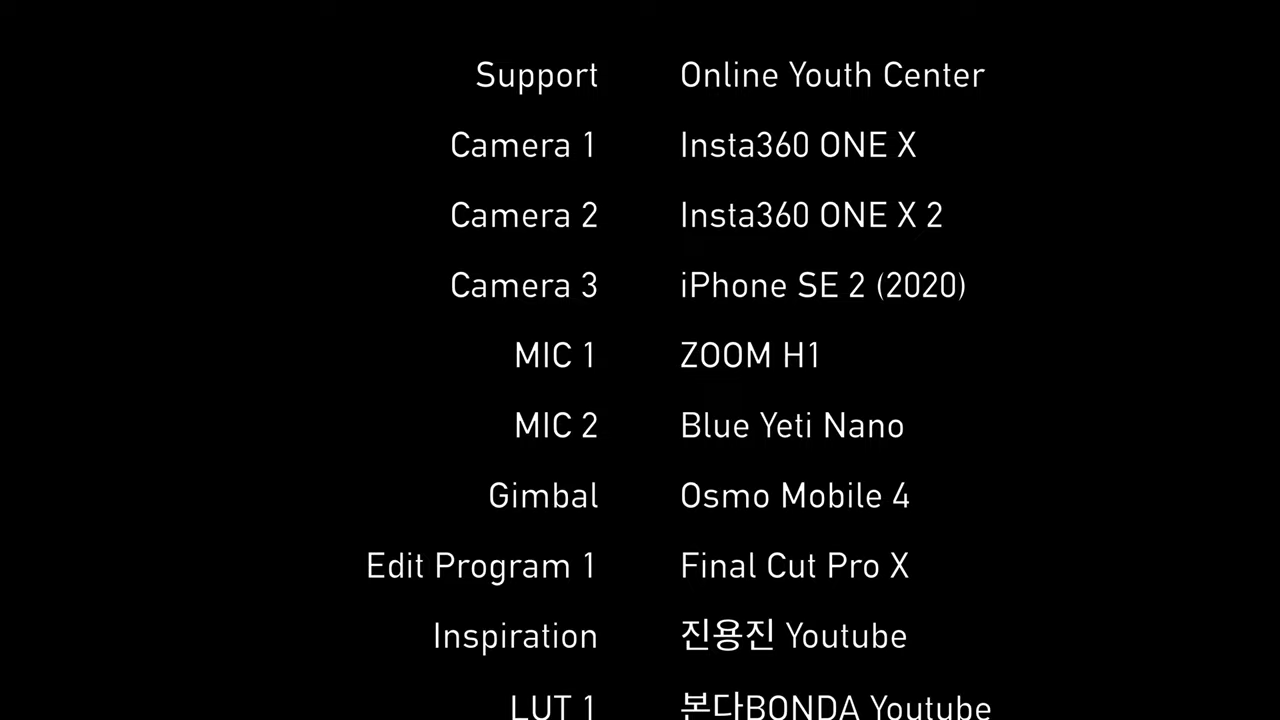 Support Online Youth Center
Camera 1 Insta360 ONE X
Camera 2 Insta360 ONE X 2
Camera 3 iPhone SE 2 (2020)
MIC 1 ZOOM H1
MIC 2 Blue Yeti Nano
Gimbal Osmo Mobile 4
Edit Program 1 Final Cut Pro X
Inspiration 진용진 Youtube
LUT 1 본다BONDA Youtube